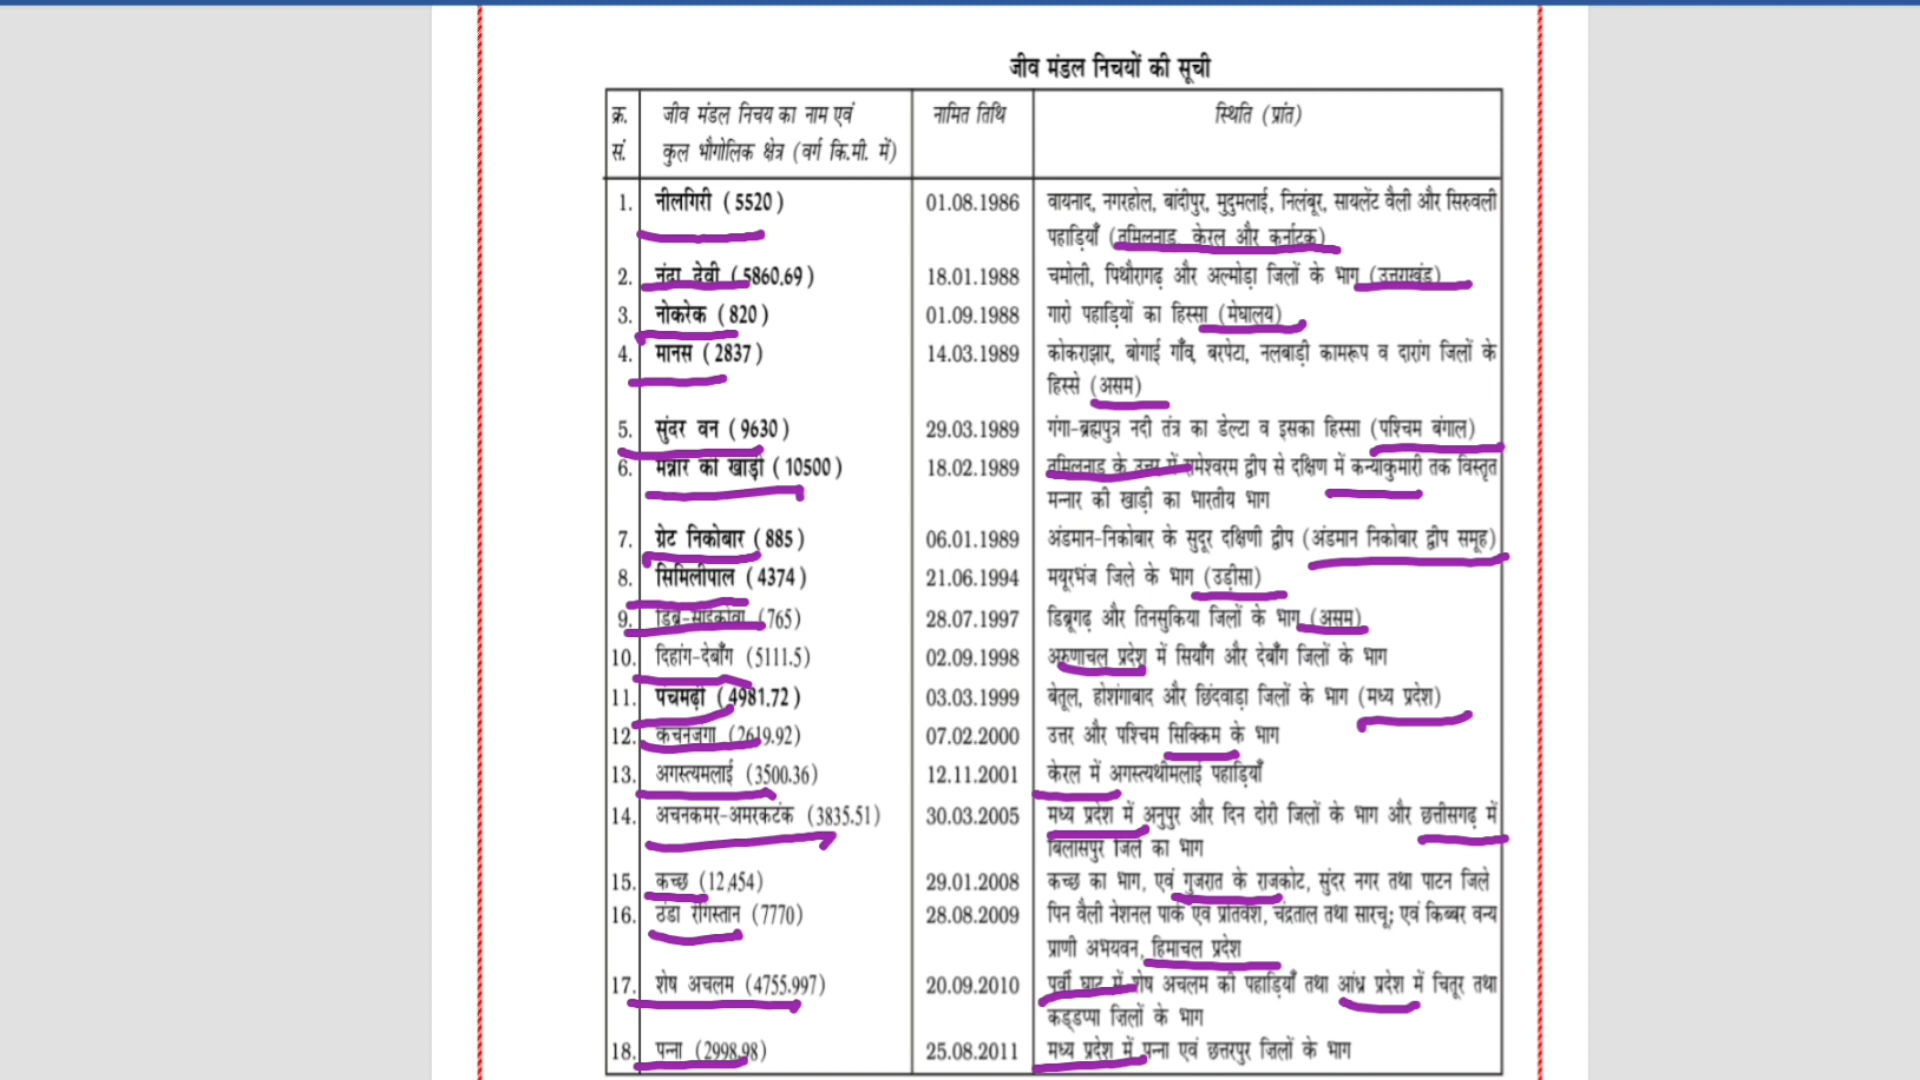 जीव मंडल निचयों की सूची
क्र. जीव मंडल निचय का नाम एवं नामित तिथि स्थिति (प्रांत)
सं. कुल भौगोलिक क्षेत्र (वर्ग कि.मी. में)
1. नीलगिरी (5520) 01.08.1986 वायनाद, नगरहोल, बांदीपुर, मुदुमलाई, निलंबूर, सायलेंट वैली और सिरुवली
पहाड़ियाँ (तमिलनाडु, केरल और कर्नाटक)
2. नंदा देवी (5860.69) 18.01.1988 चमोली, पिथौरागढ़ और अल्मोड़ा जिलों के भाग (उत्तराखंड)
3. नोकरेक (820) 01.09.1988 गारो पहाड़ियों का हिस्सा (मेघालय)
4. मानस (2837) 14.03.1989 कोकराझार, बोगाई गाँव, बरपेटा, नलबाड़ी कामरूप व दारांग जिलों के
हिस्से (असम)
5. सुंदर वन (9630) 29.03.1989 गंगा-ब्रह्मपुत्र नदी तंत्र का डेल्टा व इसका हिस्सा (पश्चिम बंगाल)
6. मन्नार की खाड़ी (10500) 18.02.1989 तमिलनाडु के उत्तर में रामेश्वरम द्वीप से दक्षिण में कन्याकुमारी तक विस्तृत
मन्नार की खाड़ी का भारतीय भाग
7. ग्रेट निकोबार (885) 06.01.1989 अंडमान-निकोबार के सुदूर दक्षिणी द्वीप (अंडमान निकोबार द्वीप समूह)
8. सिमिलीपाल (4374) 21.06.1994 मयूरभंज जिले के भाग (उड़ीसा)
9. डिब्रु-साईकोवा (765) 28.07.1997 डिब्रूगढ़ और तिनसुकिया जिलों के भाग (असम)
10. दिहांग-देबाँग (5111.5) 02.09.1998 अरुणाचल प्रदेश में सियाँग और देबाँग जिलों के भाग
11. पंचमढ़ी (4981.72) 03.03.1999 बेतूल, होशंगाबाद और छिंदवाड़ा जिलों के भाग (मध्य प्रदेश)
12. कंचनजंगा (2619.92) 07.02.2000 उत्तर और पश्चिम सिक्किम के भाग
13. अगस्त्यमलाई (3500.36) 12.11.2001 केरल में अगस्त्यथीमलाई पहाड़ियाँ
14. अचनकमर-अमरकटंक (3835.51) 30.03.2005 मध्य प्रदेश में अनुपुर और दिन दोरी जिलों के भाग और छत्तीसगढ़ में
बिलासपुर जिले का भाग
15. कच्छ (12,454) 29.01.2008 कच्छ का भाग, एवं गुजरात के राजकोट, सुंदर नगर तथा पाटन जिले
16. ठंडा रेगिस्तान (7770) 28.08.2009 पिन वैली नेशनल पार्क एवं प्रतिवेश, चंद्रताल तथा सारचू; एवं किब्बर वन्य
प्राणी अभयवन, हिमाचल प्रदेश
17. शेष अचलम (4755.997) 20.09.2010 पूर्वी घाट में शेष अचलम की पहाड़ियाँ तथा आंध्र प्रदेश में चितूर तथा
कड्डप्पा ज़िलों के भाग
18. पन्ना (2998.98) 25.08.2011 मध्य प्रदेश में पन्ना एवं छत्तरपुर ज़िलों के भाग